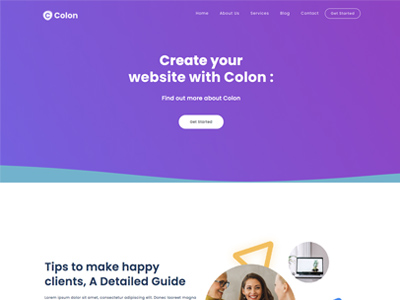 Colon
Home About Us Services Blog Contact Get Started
Create your
website with Colon :
Find out more about Colon
Get Started
Tips to make happy
clients, A Detailed Guide
Lorem ipsum dolor sit amet, consectetur adipiscing elit. Donec laoreet magna